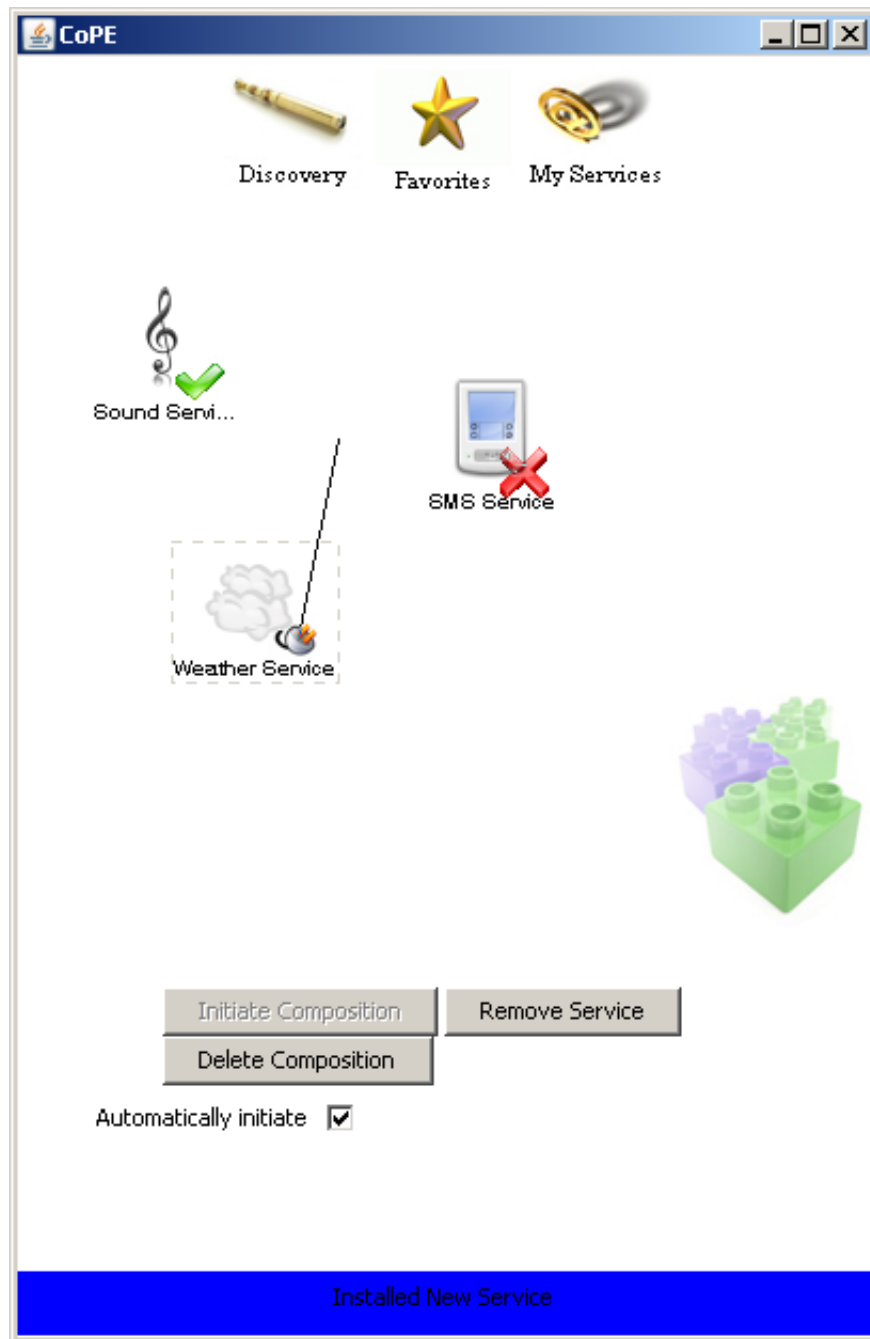 CoPE
Discovery
Favorites
My Services
Sound Servi...
SMS Service
Weather Service
Initiate Composition
Remove Service
Delete Composition
Automatically initiate
Installed New Service